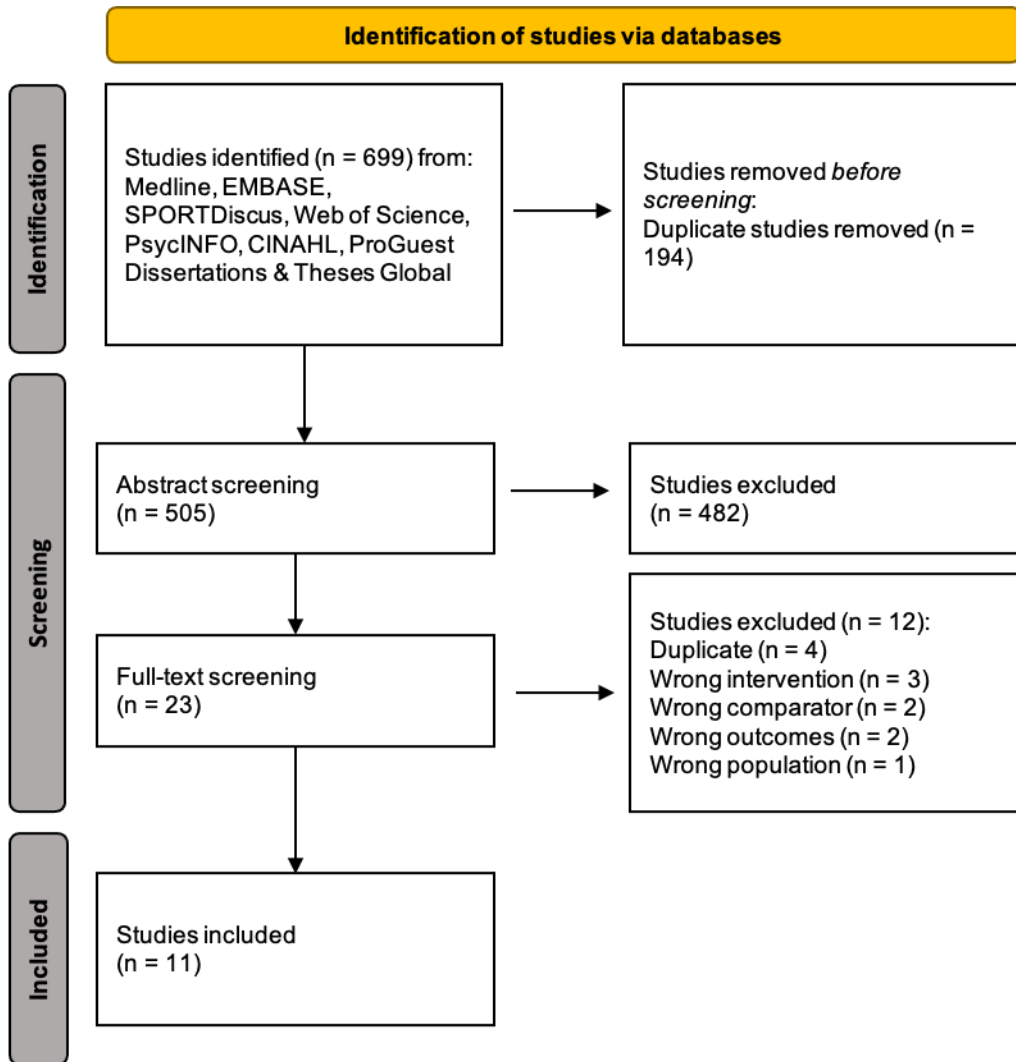 Identification of studies via databases
Identification
Studies identified (n = 699) from:
Medline, EMBASE,
SPORTDiscus, Web of Science,
PsycINFO, CINAHL, ProGuest
Dissertations & Theses Global
Studies removed before
screening:
Duplicate studies removed (n =
194)
Screening
Abstract screening
(n = 505)
Studies excluded
(n = 482)
Full-text screening
(n = 23)
Studies excluded (n = 12):
Duplicate (n = 4)
Wrong intervention (n = 3)
Wrong comparator (n = 2)
Wrong outcomes (n = 2)
Wrong population (n = 1)
Included
Studies included
(n = 11)